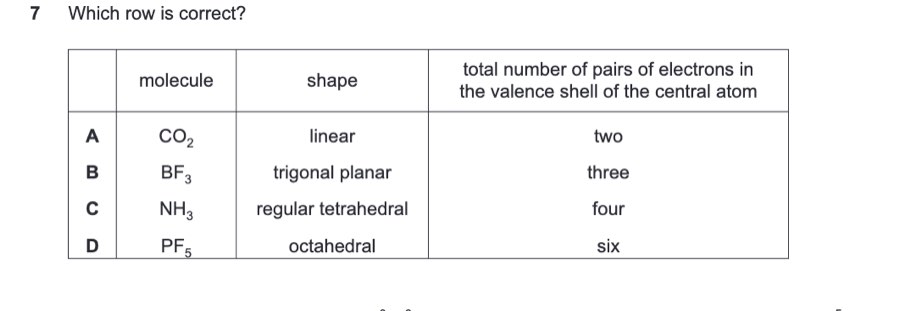 7 Which row is correct?
molecule shape total number of pairs of electrons in
the valence shell of the central atom
A CO₂ linear two
B BF₃ trigonal planar three
C NH₃ regular tetrahedral four
D PF₅ octahedral six